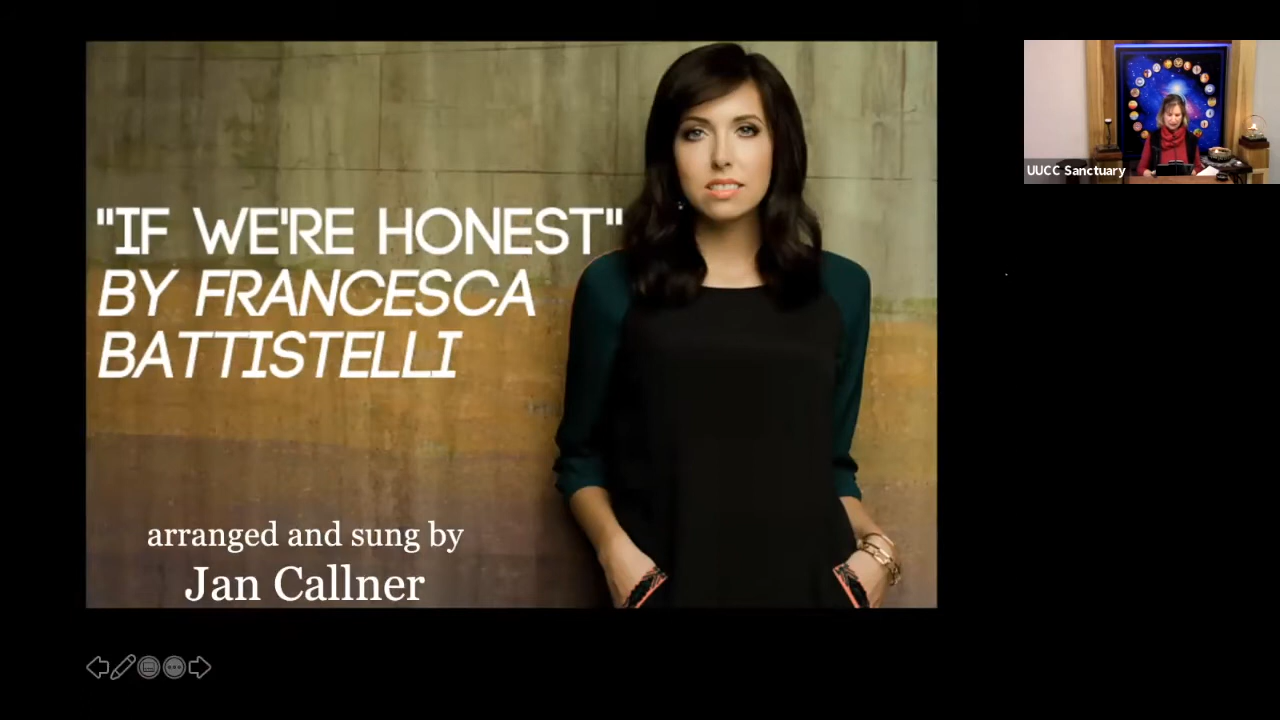 "IF WE'RE HONEST"
BY FRANCESCA
BATTISTELLI
arranged and sung by
Jan Callner
UUCC Sanctuary